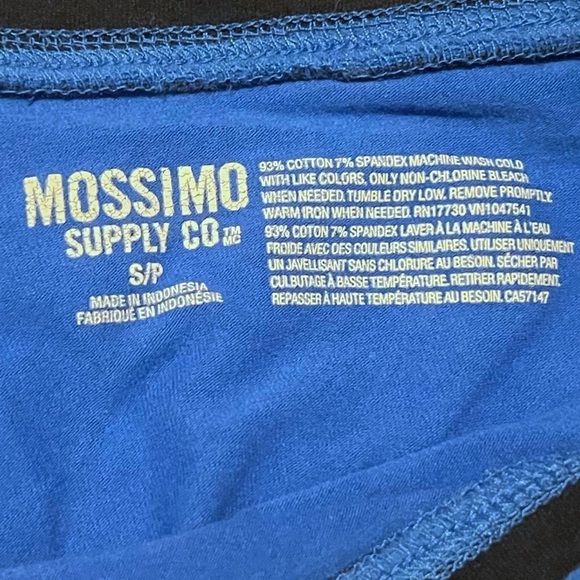 MOSSIMO
SUPPLY CO.™ MC
S/P
MADE IN INDONESIA
FABRIQUÉ EN INDONÉSIE
93% COTTON 7% SPANDEX MACHINE WASH COLD
WITH LIKE COLORS. ONLY NON-CHLORINE BLEACH
WHEN NEEDED. TUMBLE DRY LOW. REMOVE PROMPTLY.
WARM IRON WHEN NEEDED. RN17730 VN1047541
93% COTON 7% SPANDEX LAVER À LA MACHINE À L'EAU
FROIDE AVEC DES COULEURS SIMILAIRES. UTILISER UNIQUEMENT
UN JAVELLISANT SANS CHLORURE AU BESOIN. SÉCHER PAR
CULBUTAGE À BASSE TEMPÉRATURE. RETIRER RAPIDEMENT.
REPASSER À HAUTE TEMPÉRATURE AU BESOIN. CA57147